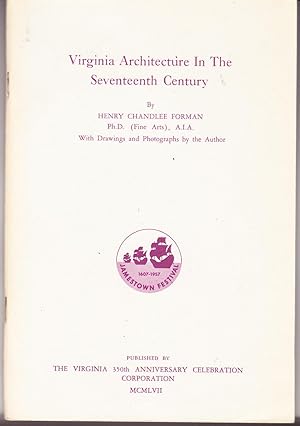 Virginia Architecture In The
Seventeenth Century
By
HENRY CHANDLEE FORMAN
Ph.D. (Fine Arts), A.I.A.
With Drawings and Photographs by the Author
1607-1957
JAMESTOWN FESTIVAL
PUBLISHED BY
THE VIRGINIA 350th ANNIVERSARY CELEBRATION
CORPORATION
MCMLVII